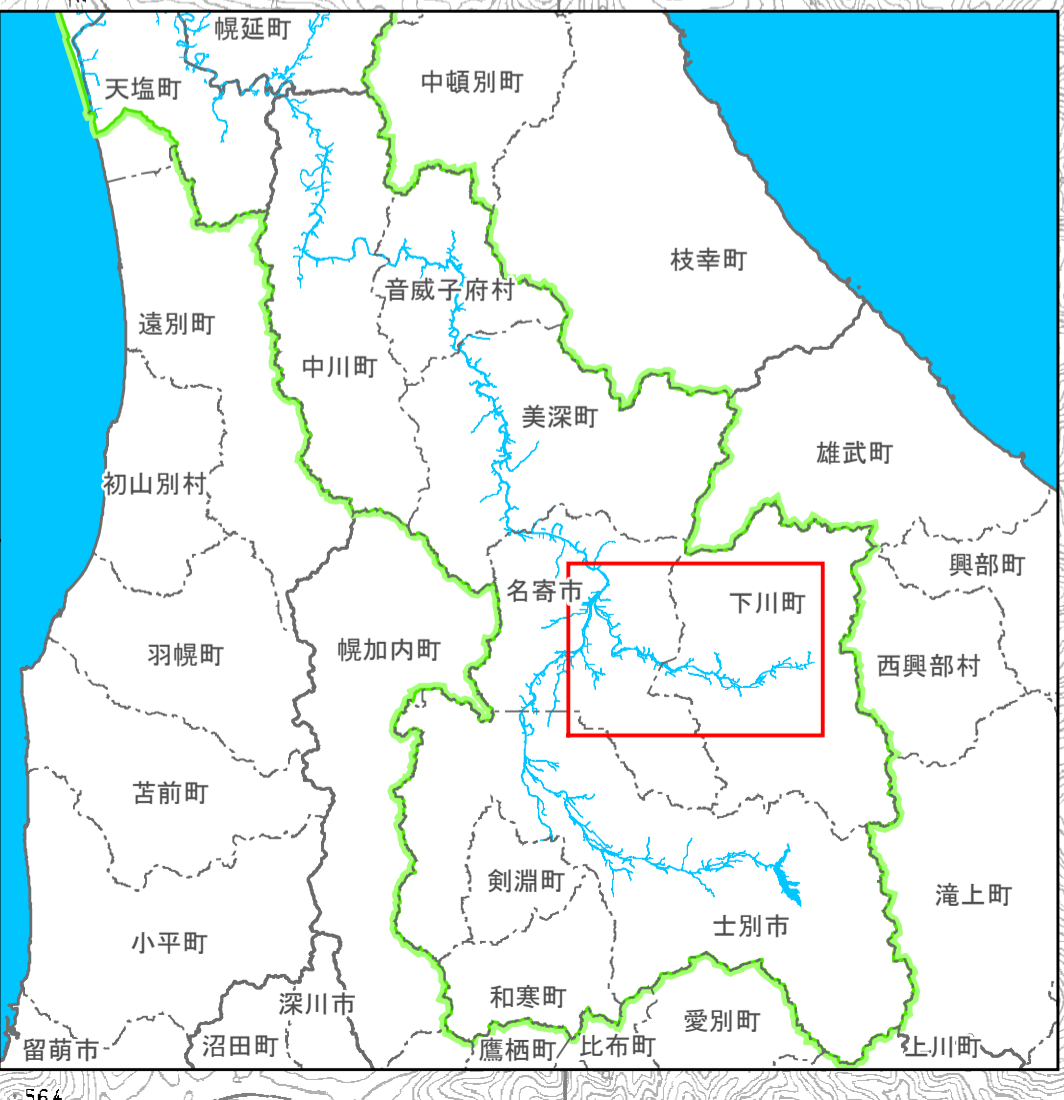 幌延町
天塩町
中頓別町
枝幸町
音威子府村
遠別町
中川町
美深町
雄武町
初山別村
興部町
名寄市
下川町
幌加内町
羽幌町
西興部村
苫前町
剣淵町
滝上町
士別市
小平町
和寒町
深川市
愛別町
留萌市
沼田町
鷹栖町
比布町
上川町
564